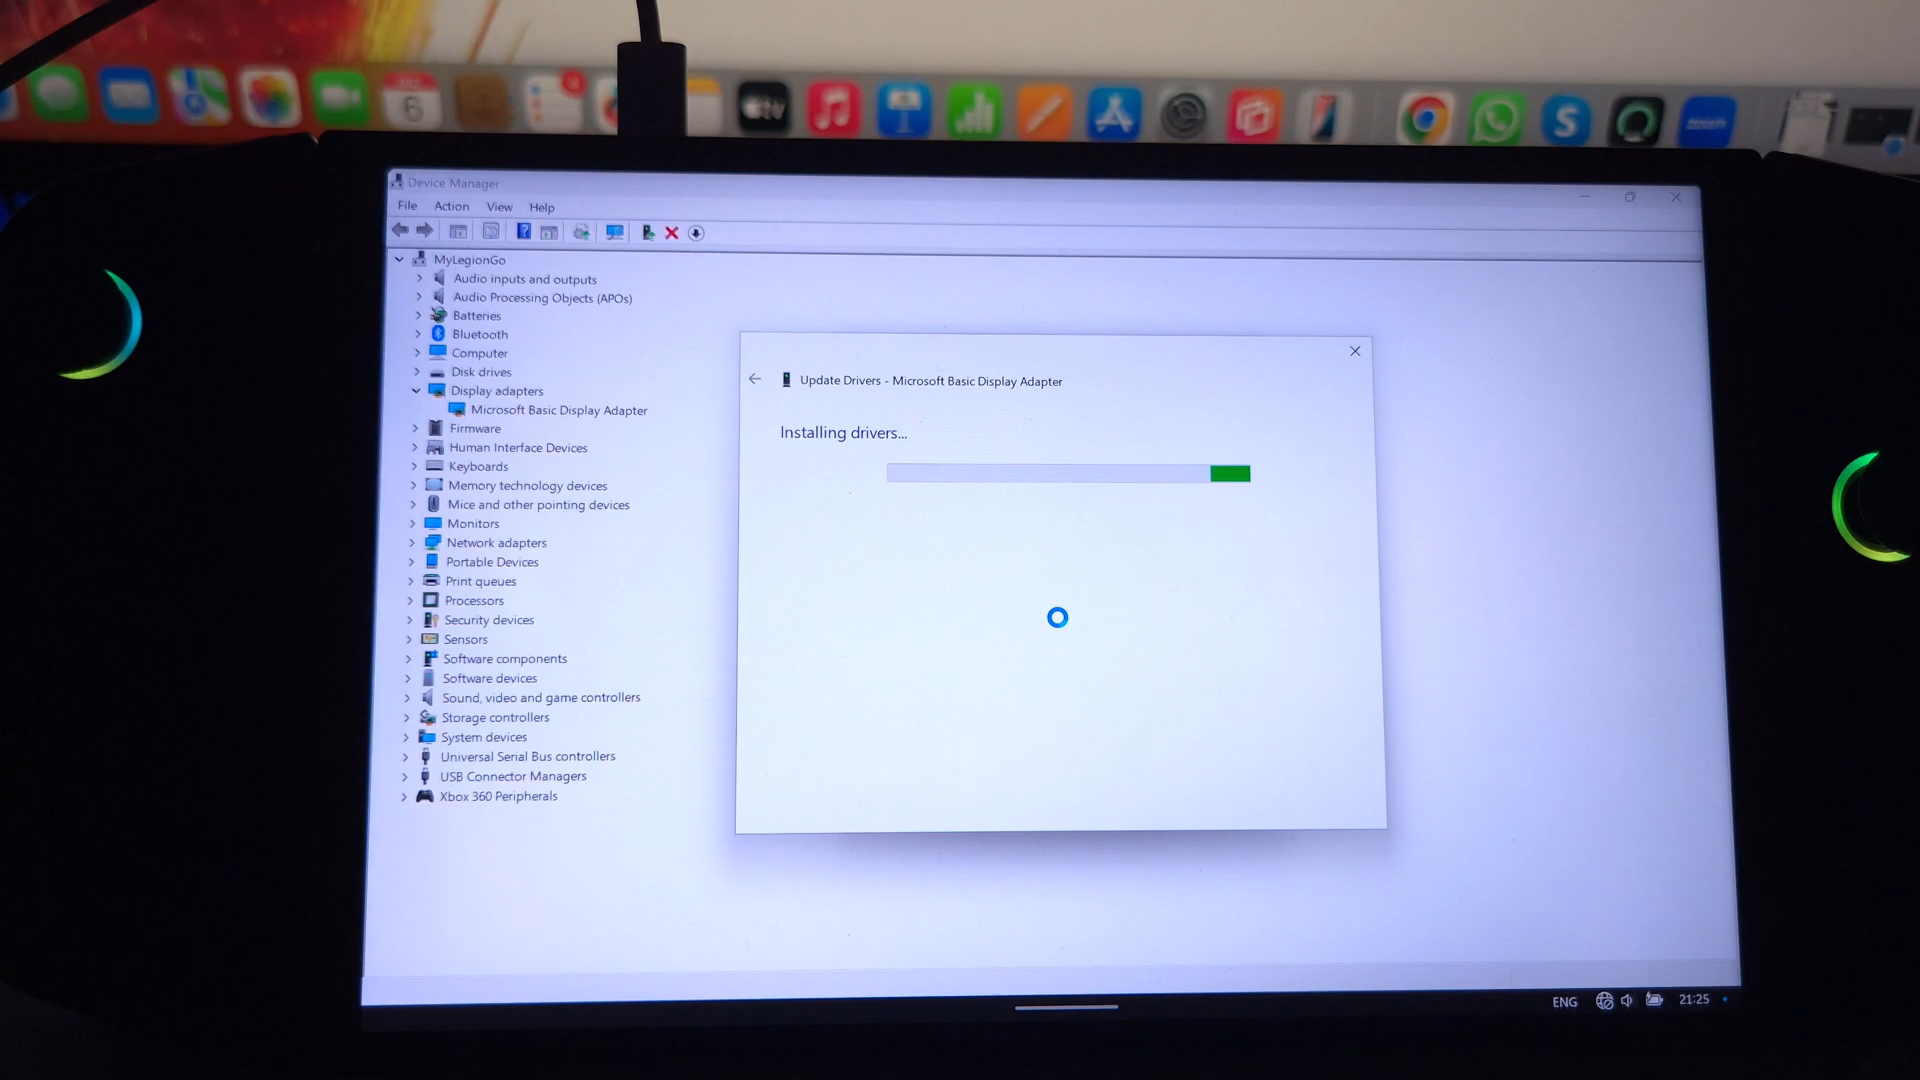 6
tv
S
Device Manager
File Action View Help
MyLegionGo
Audio inputs and outputs
Audio Processing Objects (APOs)
Batteries
Bluetooth
Computer
Disk drives
Display adapters
Microsoft Basic Display Adapter
Firmware
Human Interface Devices
Keyboards
Memory technology devices
Mice and other pointing devices
Monitors
Network adapters
Portable Devices
Print queues
Processors
Security devices
Sensors
Software components
Software devices
Sound, video and game controllers
Storage controllers
System devices
Universal Serial Bus controllers
USB Connector Managers
Xbox 360 Peripherals
Update Drivers - Microsoft Basic Display Adapter
Installing drivers...
ENG 21:25